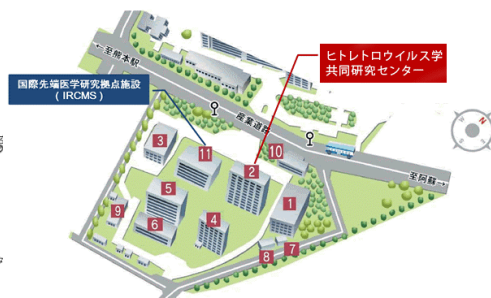 ←至熊本駅
ヒトレトロウイルス学
共同研究センター
国際先端医学研究拠点施設
( IRCMS )
産業道路
至阿蘇→
N
3
11
2
10
5
1
9
6
4
8
7